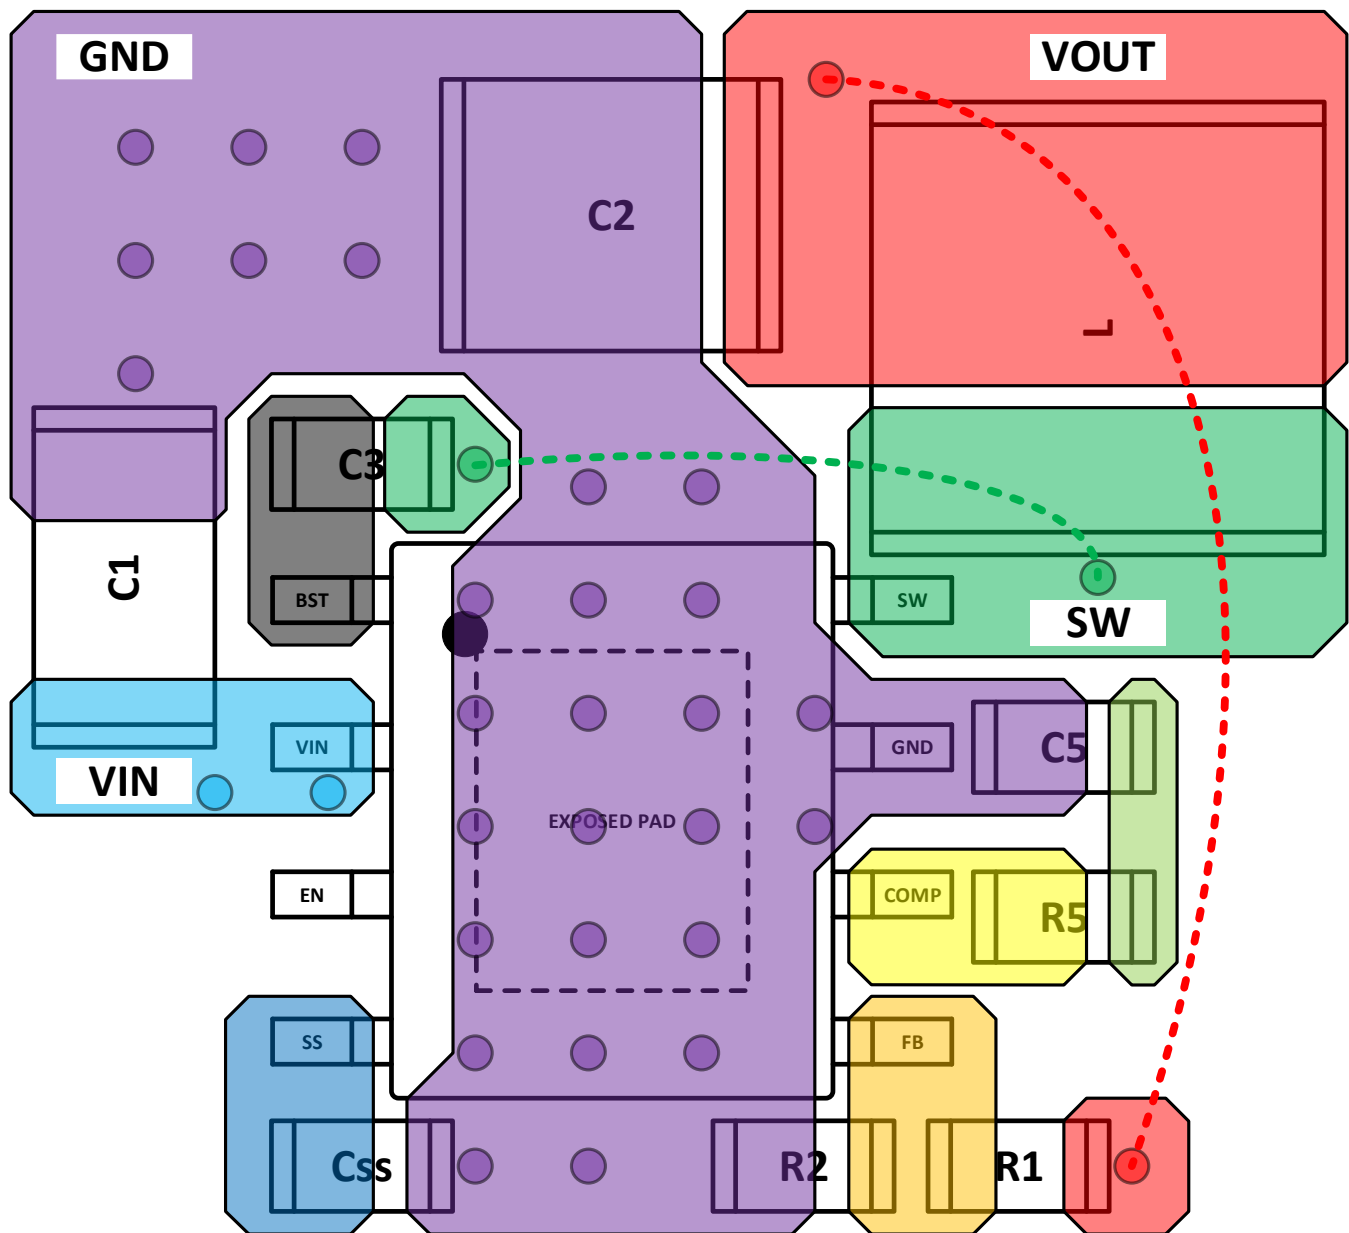 GND
VOUT
C2
L
C3
C1
BST
SW
SW
VIN
GND
C5
VIN
EXPOSED PAD
EN
COMP
R5
SS
FB
Css
R2
R1